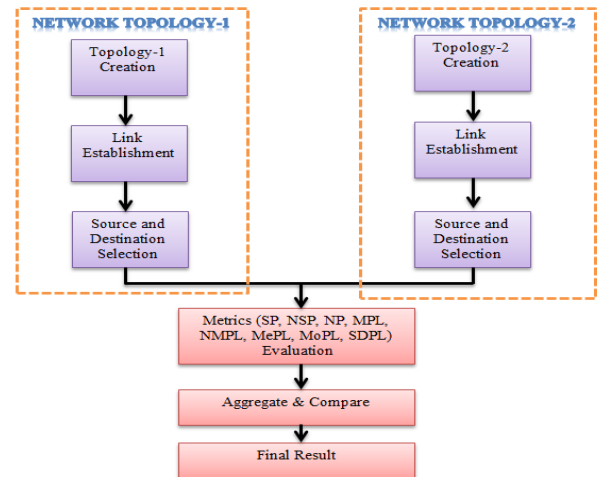 NETWORK TOPOLOGY-1
Topology-1
Creation
Link
Establishment
Source and
Destination
Selection
NETWORK TOPOLOGY-2
Topology-2
Creation
Link
Establishment
Source and
Destination
Selection
Metrics (SP, NSP, NP, MPL,
NMPL, MePL, MoPL, SDPL)
Evaluation
Aggregate & Compare
Final Result